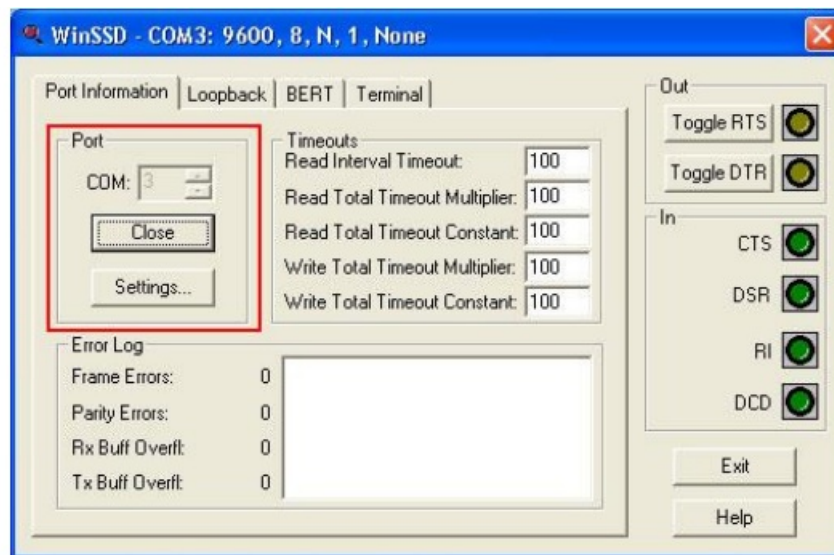 WinSSD - COM3: 9600, 8, N, 1, None
Port Information Loopback BERT Terminal
Port
COM: 3
Close
Settings...
Timeouts
Read Interval Timeout: 100
Read Total Timeout Multiplier: 100
Read Total Timeout Constant: 100
Write Total Timeout Multiplier: 100
Write Total Timeout Constant: 100
Error Log
Frame Errors: 0
Parity Errors: 0
Rx Buff Overfl: 0
Tx Buff Overfl: 0
Out
Toggle RTS
Toggle DTR
In
CTS
DSR
RI
DCD
Exit
Help